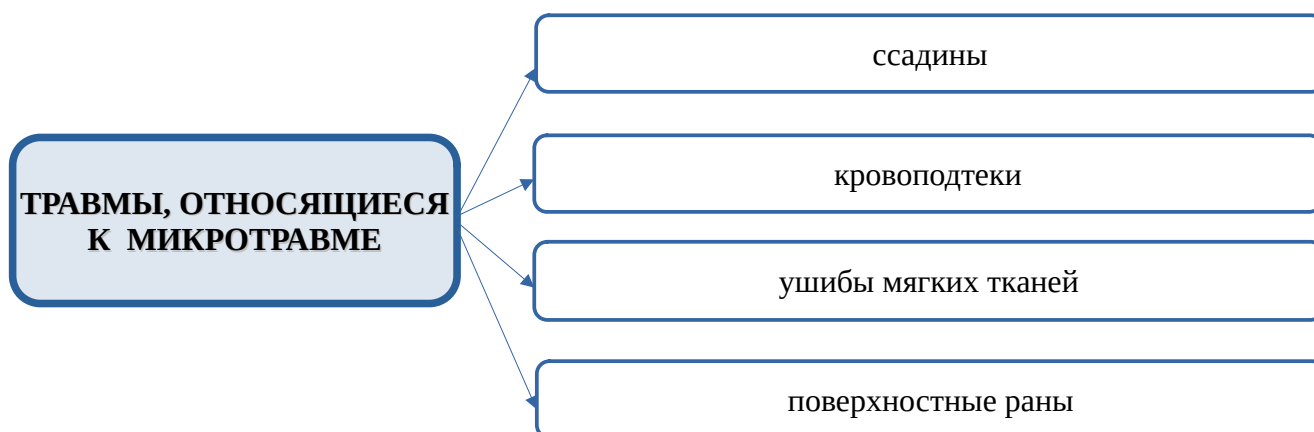 ТРАВМЫ, ОТНОСЯЩИЕСЯ
К МИКРОТРАВМЕ
ссадины
кровоподтеки
ушибы мягких тканей
поверхностные раны